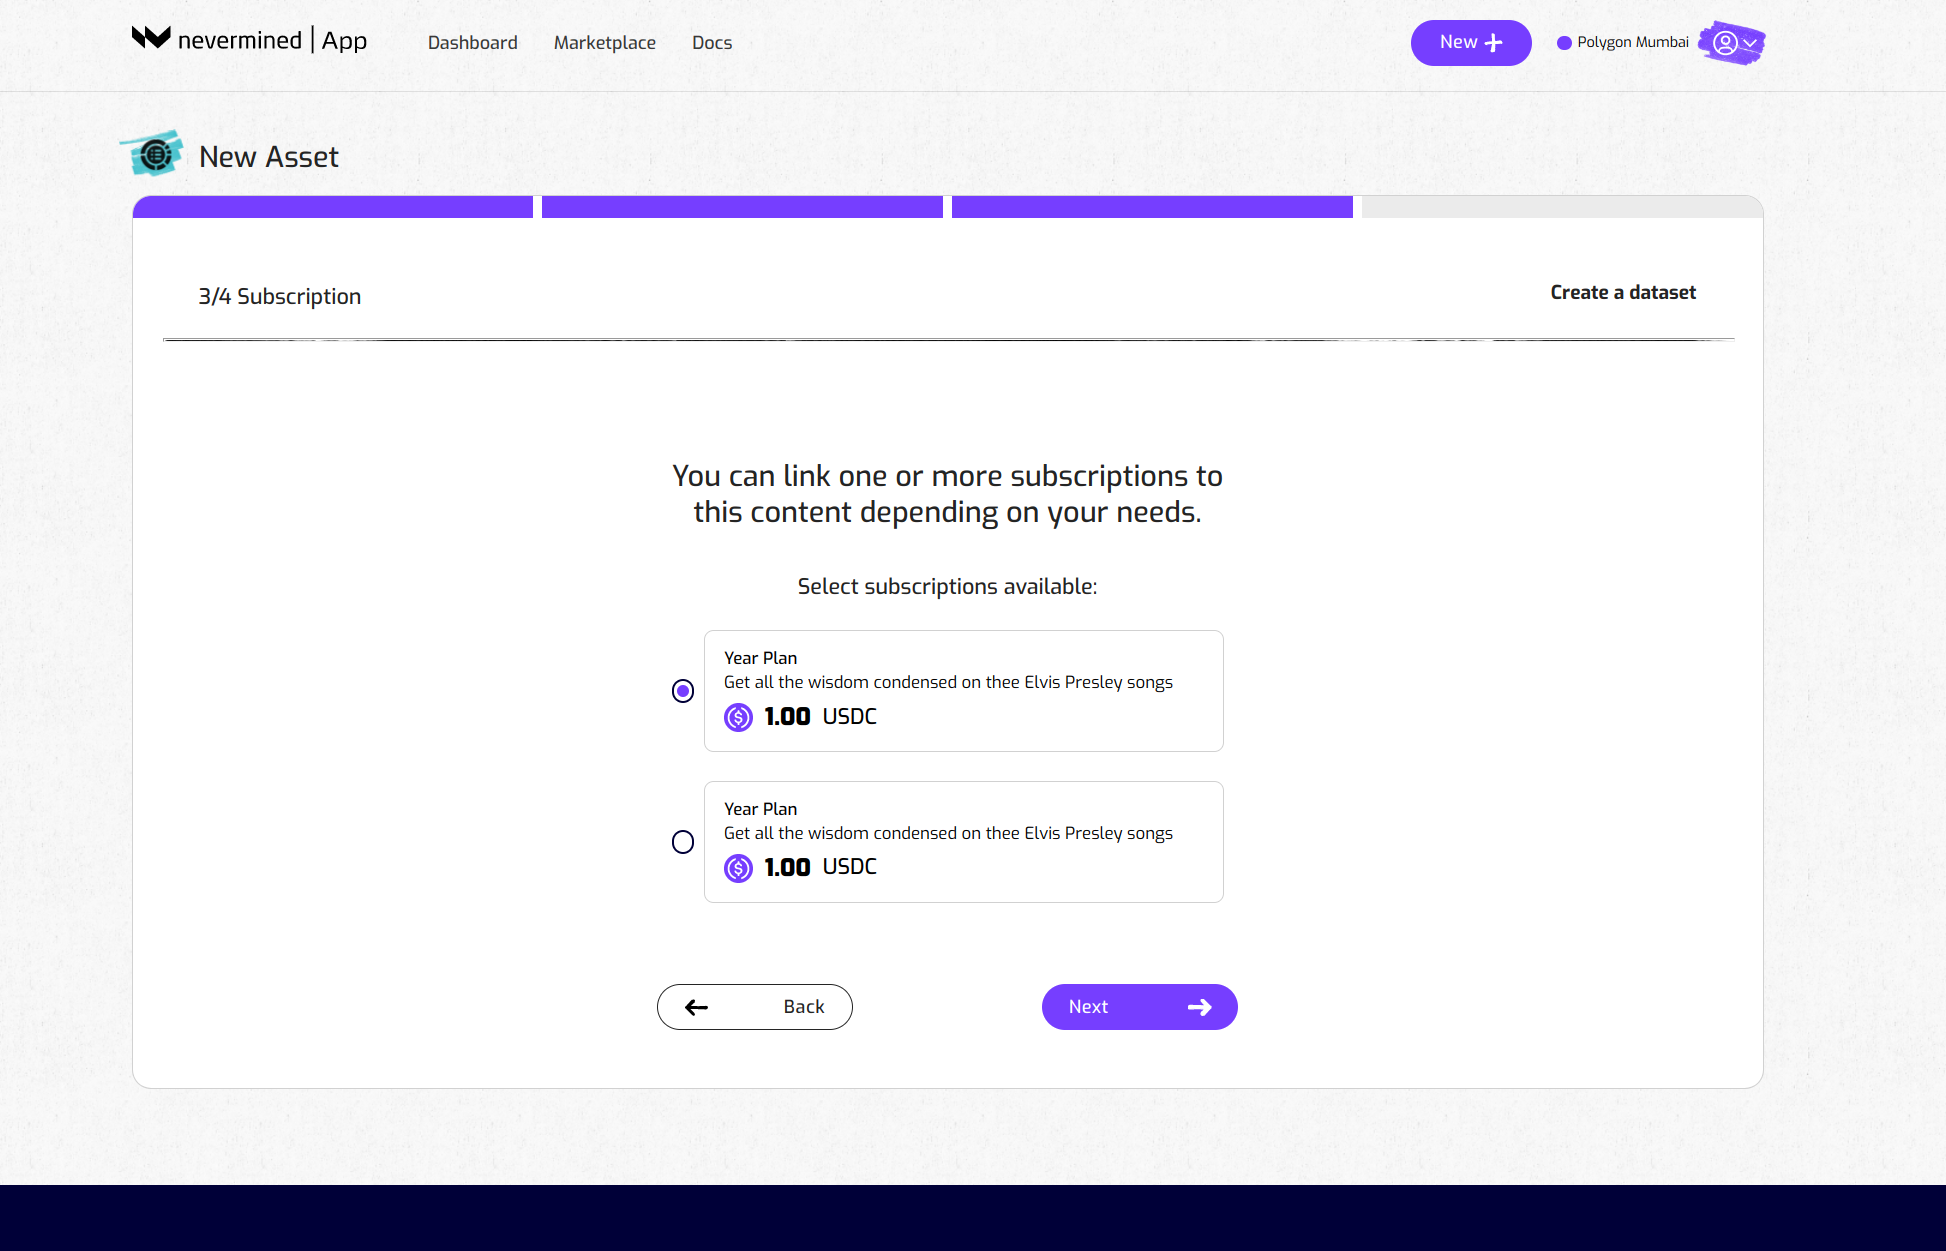 nevermined | App
Dashboard
Marketplace
Docs
New
Polygon Mumbai
New Asset
3/4 Subscription
Create a dataset
You can link one or more subscriptions to
this content depending on your needs.
Select subscriptions available:
Year Plan
Get all the wisdom condensed on thee Elvis Presley songs
1.00 USDC
Year Plan
Get all the wisdom condensed on thee Elvis Presley songs
1.00 USDC
Back
Next